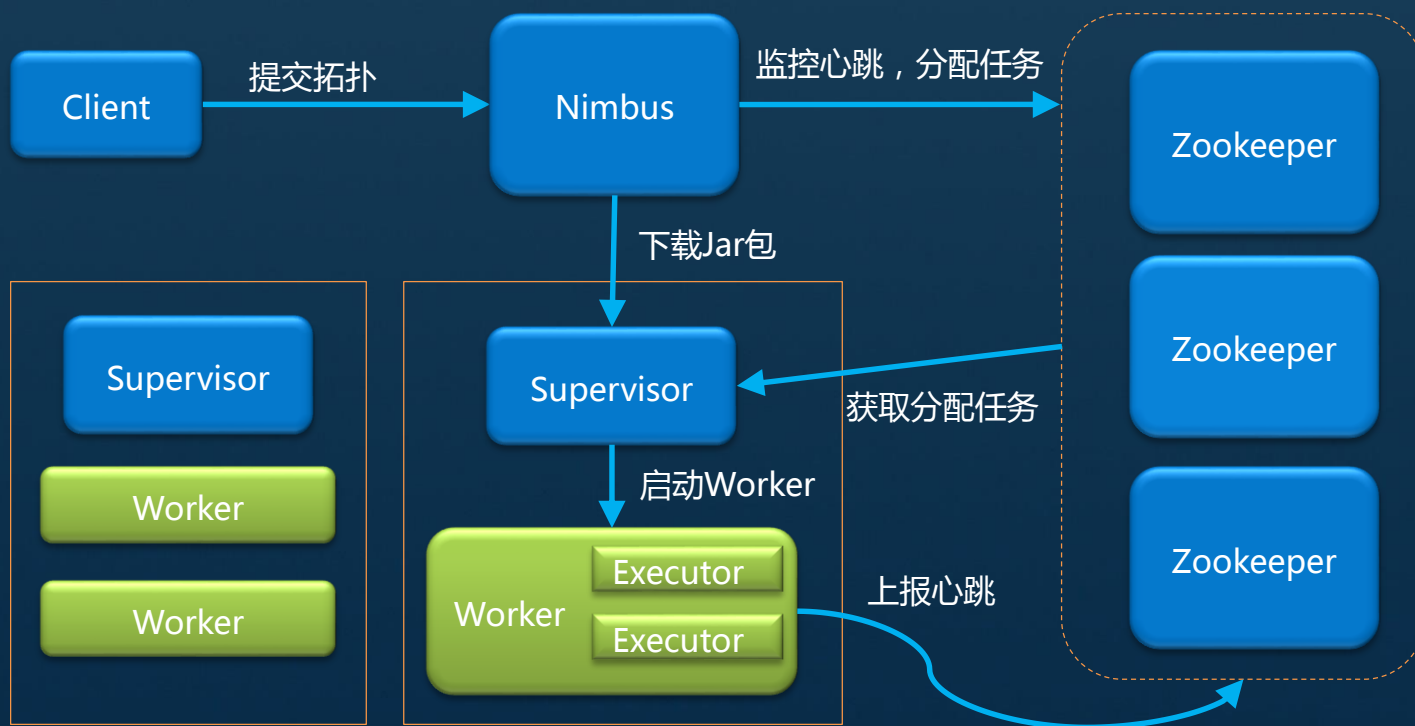 Client
提交拓扑
Nimbus
监控心跳，分配任务
Zookeeper
下载Jar包
Supervisor
Supervisor
获取分配任务
Zookeeper
启动Worker
Worker
Worker
Worker
Executor
Executor
上报心跳
Zookeeper